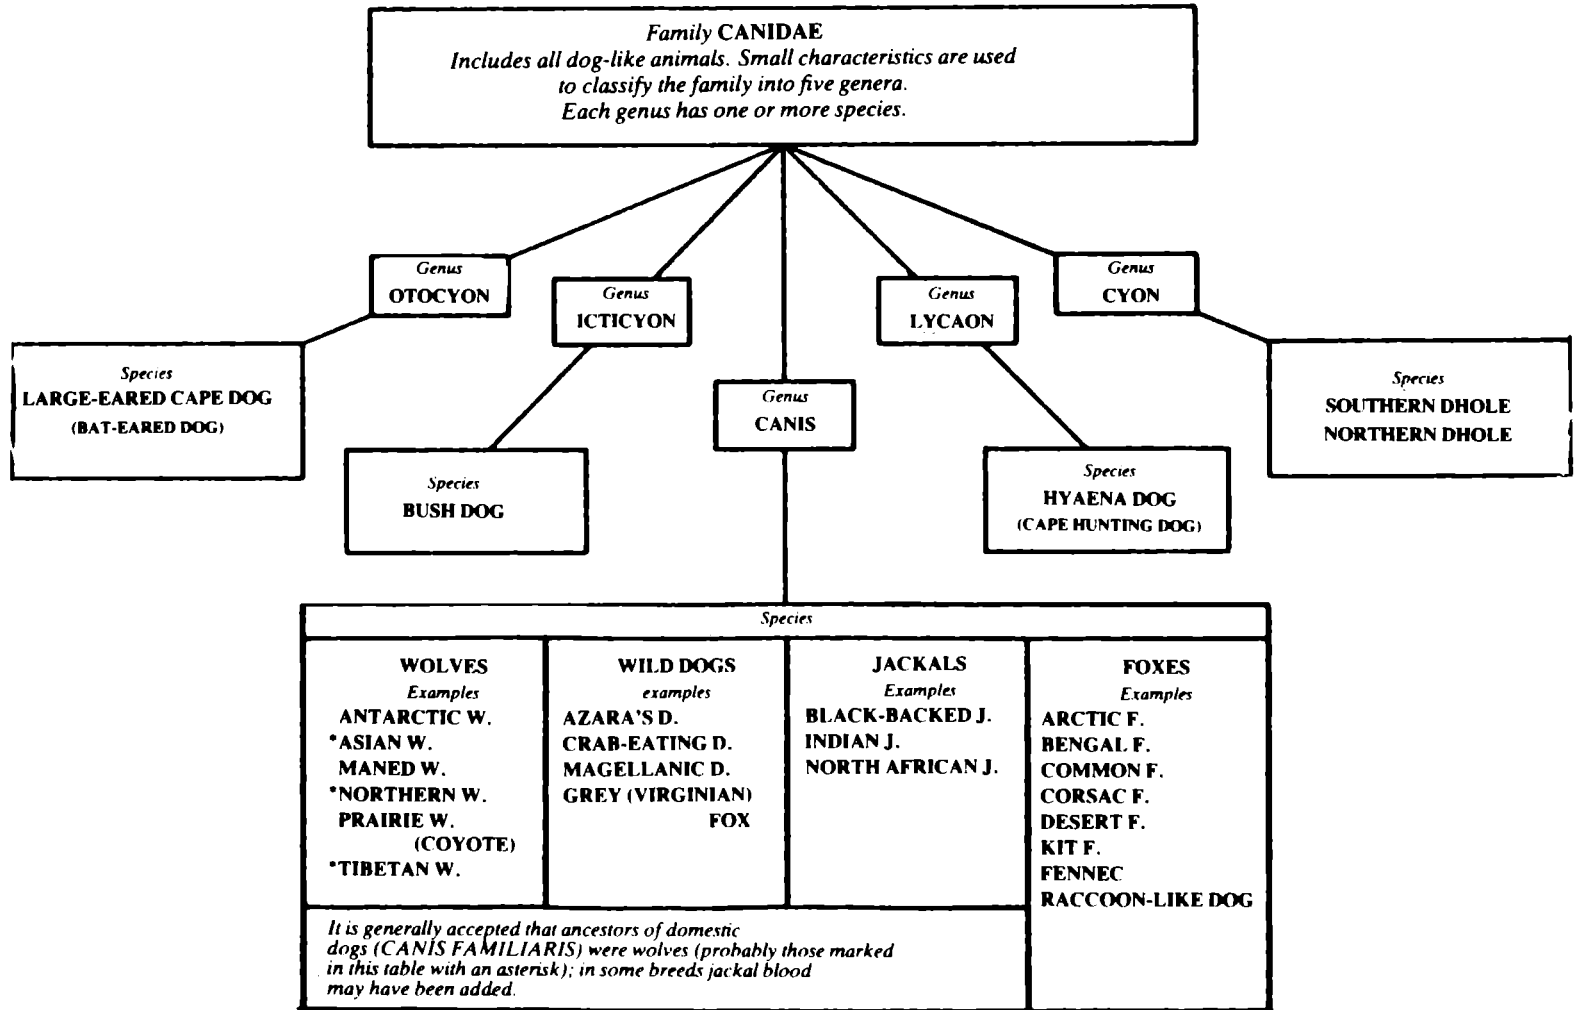 Family CANIDAE
Includes all dog-like animals. Small characteristics are used
to classify the family into five genera.
Each genus has one or more species.
Genus
OTOCYON
Genus
ICTICYON
Genus
CANIS
Genus
LYCAON
Genus
CYON
Species
LARGE-EARED CAPE DOG
(BAT-EARED DOG)
Species
BUSH DOG
Species
HYAENA DOG
(CAPE HUNTING DOG)
Species
SOUTHERN DHOLE
NORTHERN DHOLE
Species
WOLVES
Examples
ANTARCTIC W.
*ASIAN W.
MANED W.
*NORTHERN W.
PRAIRIE W.
(COYOTE)
*TIBETAN W.
WILD DOGS
examples
AZARA'S D.
CRAB-EATING D.
MAGELLANIC D.
GREY (VIRGINIAN)
FOX
JACKALS
Examples
BLACK-BACKED J.
INDIAN J.
NORTH AFRICAN J.
FOXES
Examples
ARCTIC F.
BENGAL F.
COMMON F.
CORSAC F.
DESERT F.
KIT F.
FENNEC
RACCOON-LIKE DOG
It is generally accepted that ancestors of domestic
dogs (CANIS FAMILIARIS) were wolves (probably those marked
in this table with an asterisk); in some breeds jackal blood
may have been added.